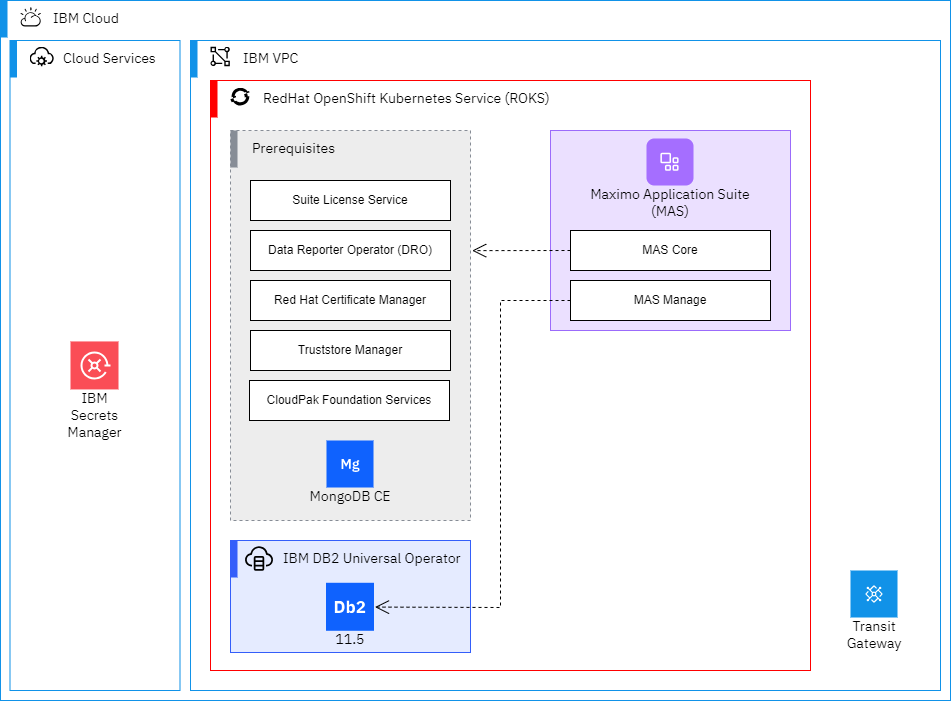 IBM Cloud
Cloud Services
IBM VPC
RedHat OpenShift Kubernetes Service (ROKS)
Prerequisites
Suite License Service
Data Reporter Operator (DRO)
Red Hat Certificate Manager
Truststore Manager
CloudPak Foundation Services
Mg
MongoDB CE
Maximo Application Suite
(MAS)
MAS Core
MAS Manage
IBM
Secrets
Manager
IBM DB2 Universal Operator
Db2
11.5
Transit
Gateway